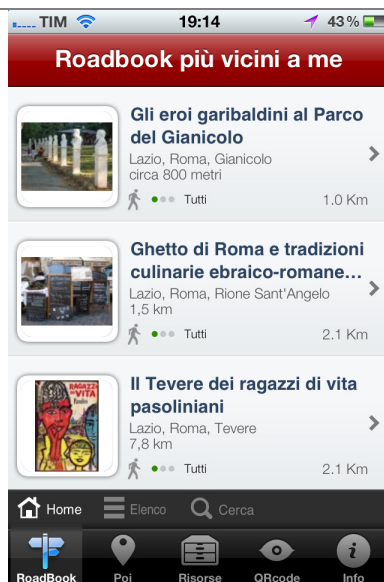 TIM 19:14 43%
Roadbook più vicini a me
Gli eroi garibaldini al Parco
del Gianicolo
Lazio, Roma, Gianicolo
circa 800 metri
Tutti 1.0 Km
Ghetto di Roma e tradizioni
culinarie ebraico-romane...
Lazio, Roma, Rione Sant'Angelo
1,5 km
Tutti 2.1 Km
RAGAZZI
di VITA
Il Tevere dei ragazzi di vita
pasoliniani
Lazio, Roma, Tevere
7,8 km
Tutti 2.1 Km
Home Elenco Cerca
RoadBook Poi Risorse QRcode Info